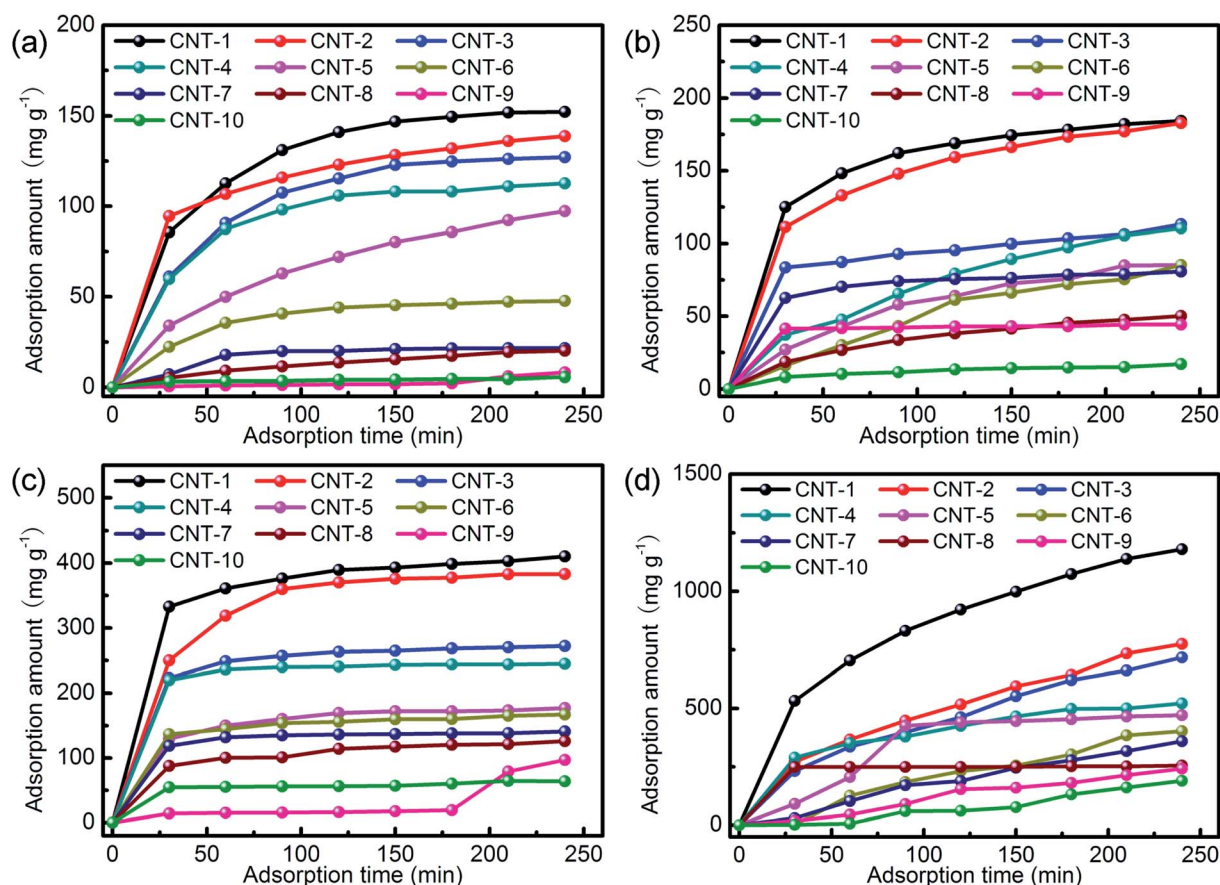 (a)
CNT-1 CNT-2 CNT-3
CNT-4 CNT-5 CNT-6
CNT-7 CNT-8 CNT-9
CNT-10
Adsorption amount (mg g⁻¹)
200
150
100
50
0
0 50 100 150 200 250
Adsorption time (min)
(b)
CNT-1 CNT-2 CNT-3
CNT-4 CNT-5 CNT-6
CNT-7 CNT-8 CNT-9
CNT-10
Adsorption amount (mg g⁻¹)
250
200
150
100
50
0
0 50 100 150 200 250
Adsorption time (min)
(c)
CNT-1 CNT-2 CNT-3
CNT-4 CNT-5 CNT-6
CNT-7 CNT-8 CNT-9
CNT-10
Adsorption amount (mg g⁻¹)
500
400
300
200
100
0
0 50 100 150 200 250
Adsorption time (min)
(d)
CNT-1 CNT-2 CNT-3
CNT-4 CNT-5 CNT-6
CNT-7 CNT-8 CNT-9
CNT-10
Adsorption amount (mg g⁻¹)
1500
1000
500
0
0 50 100 150 200 250
Adsorption time (min)